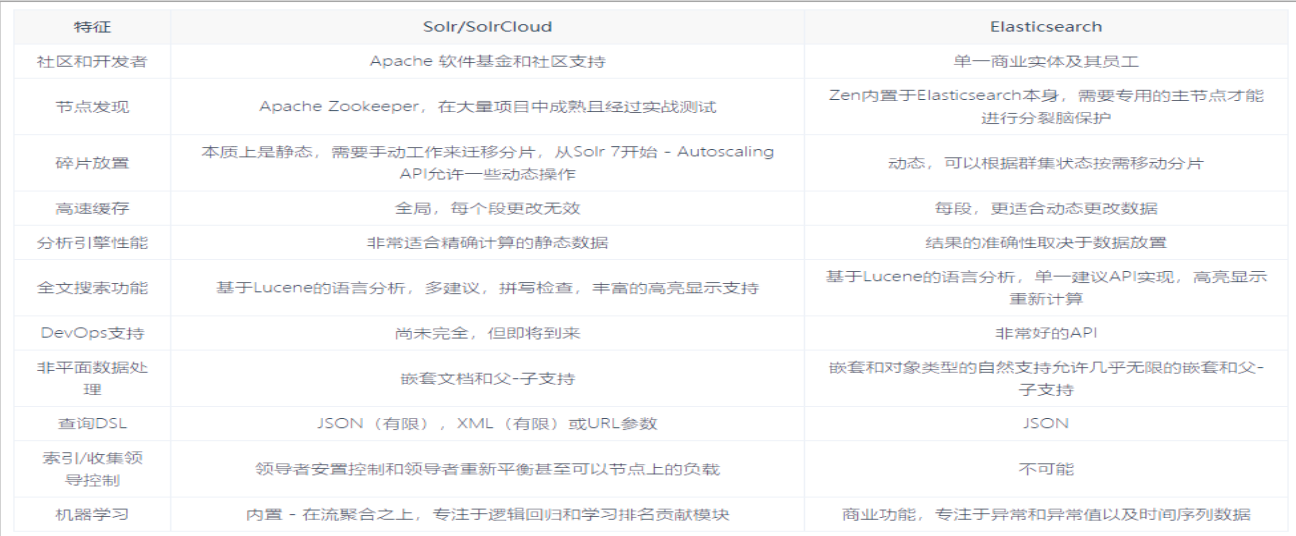 特征 Solr/SolrCloud Elasticsearch
社区和开发者 Apache 软件基金和社区支持 单一商业实体及其员工
节点发现 Apache Zookeeper，在大量项目中成熟且经过实战测试 Zen内置于Elasticsearch本身，需要专用的主节点才能
进行分裂脑保护
碎片放置 本质上是静态，需要手动工作来迁移分片，从Solr 7开始 - Autoscaling
API允许一些动态操作 动态，可以根据群集状态按需移动分片
高速缓存 全局，每个段更改无效 每段，更适合动态更改数据
分析引擎性能 非常适合精确计算的静态数据 结果的准确性取决于数据放置
全文搜索功能 基于Lucene的语言分析，多建议，拼写检查，丰富的高亮显示支持 基于Lucene的语言分析，单一建议API实现，高亮显示
重新计算
DevOps支持 尚未完全，但即将到来 非常好的API
非平面数据处
理 嵌套文档和父-子支持 嵌套和对象类型的自然支持允许几乎无限的嵌套和父-
子支持
查询DSL JSON（有限），XML（有限）或URL参数 JSON
索引/收集领
导控制 领导者安置控制和领导者重新平衡甚至可以节点上的负载 不可能
机器学习 内置 - 在流聚合之上，专注于逻辑回归和学习排名贡献模块 商业功能，专注于异常和异常值以及时间序列数据